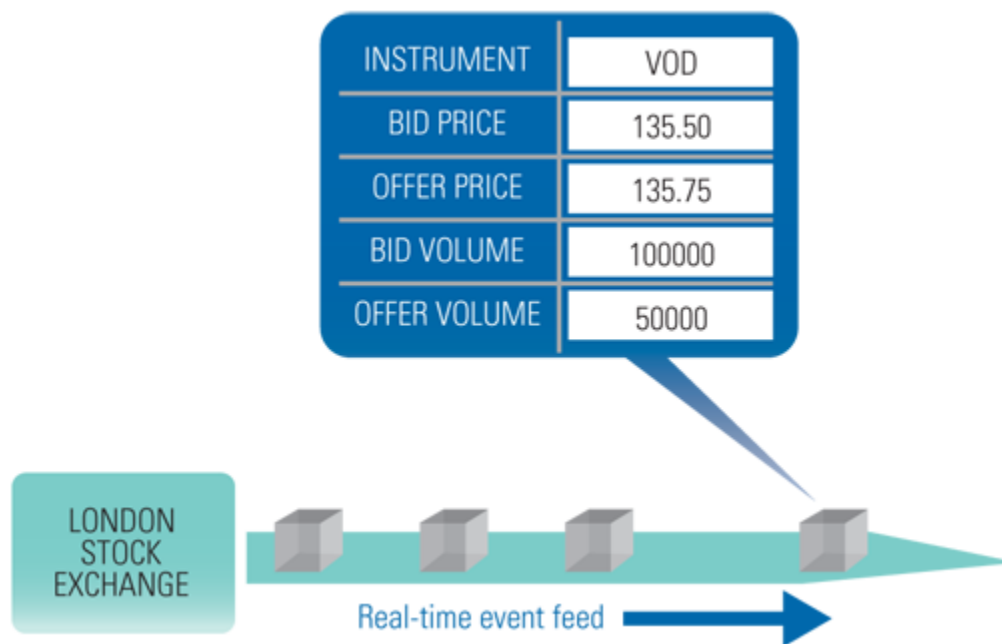 INSTRUMENT VOD
BID PRICE 135.50
OFFER PRICE 135.75
BID VOLUME 100000
OFFER VOLUME 50000
LONDON
STOCK
EXCHANGE
Real-time event feed